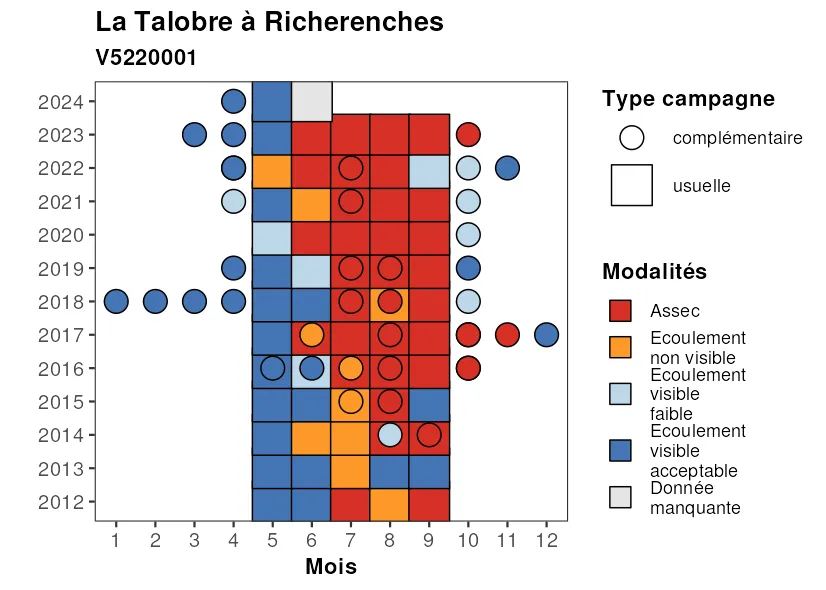 La Talobre à Richerenches
V5220001
2024
2023
2022
2021
2020
2019
2018
2017
2016
2015
2014
2013
2012
1 2 3 4 5 6 7 8 9 10 11 12
Mois
Type campagne
complémentaire
usuelle
Modalités
Assec
Ecoulement
non visible
Ecoulement
visible
faible
Ecoulement
visible
acceptable
Donnée
manquante